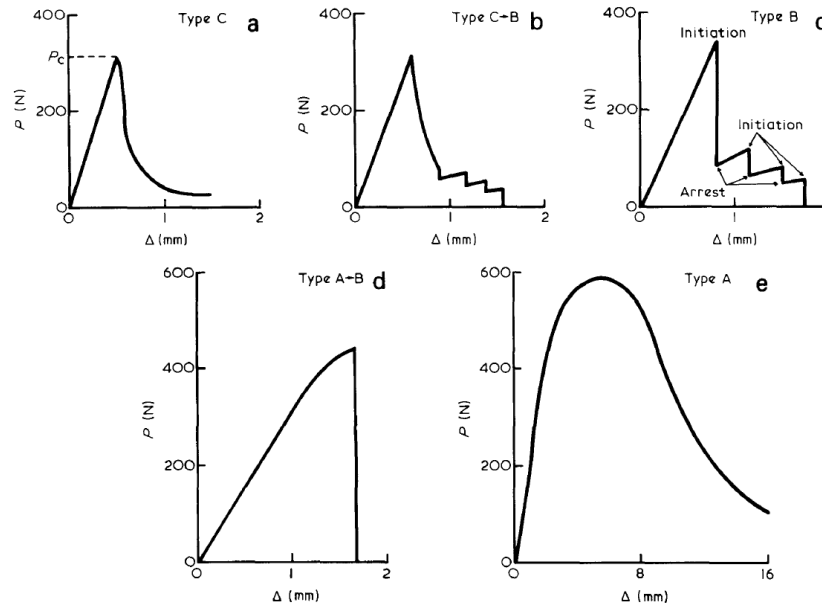 Type C a
400
Pc
200
0
0 1 2
P (N)
Δ (mm)
Type C→B b
400
200
0
0 1 2
P (N)
Δ (mm)
Type B c
400
Initiation
200
Initiation
Arrest
0
0 1
P (N)
Δ (mm)
Type A→B d
600
400
200
0
0 1 2
P (N)
Δ (mm)
Type A e
600
400
200
0
0 8 16
P (N)
Δ (mm)